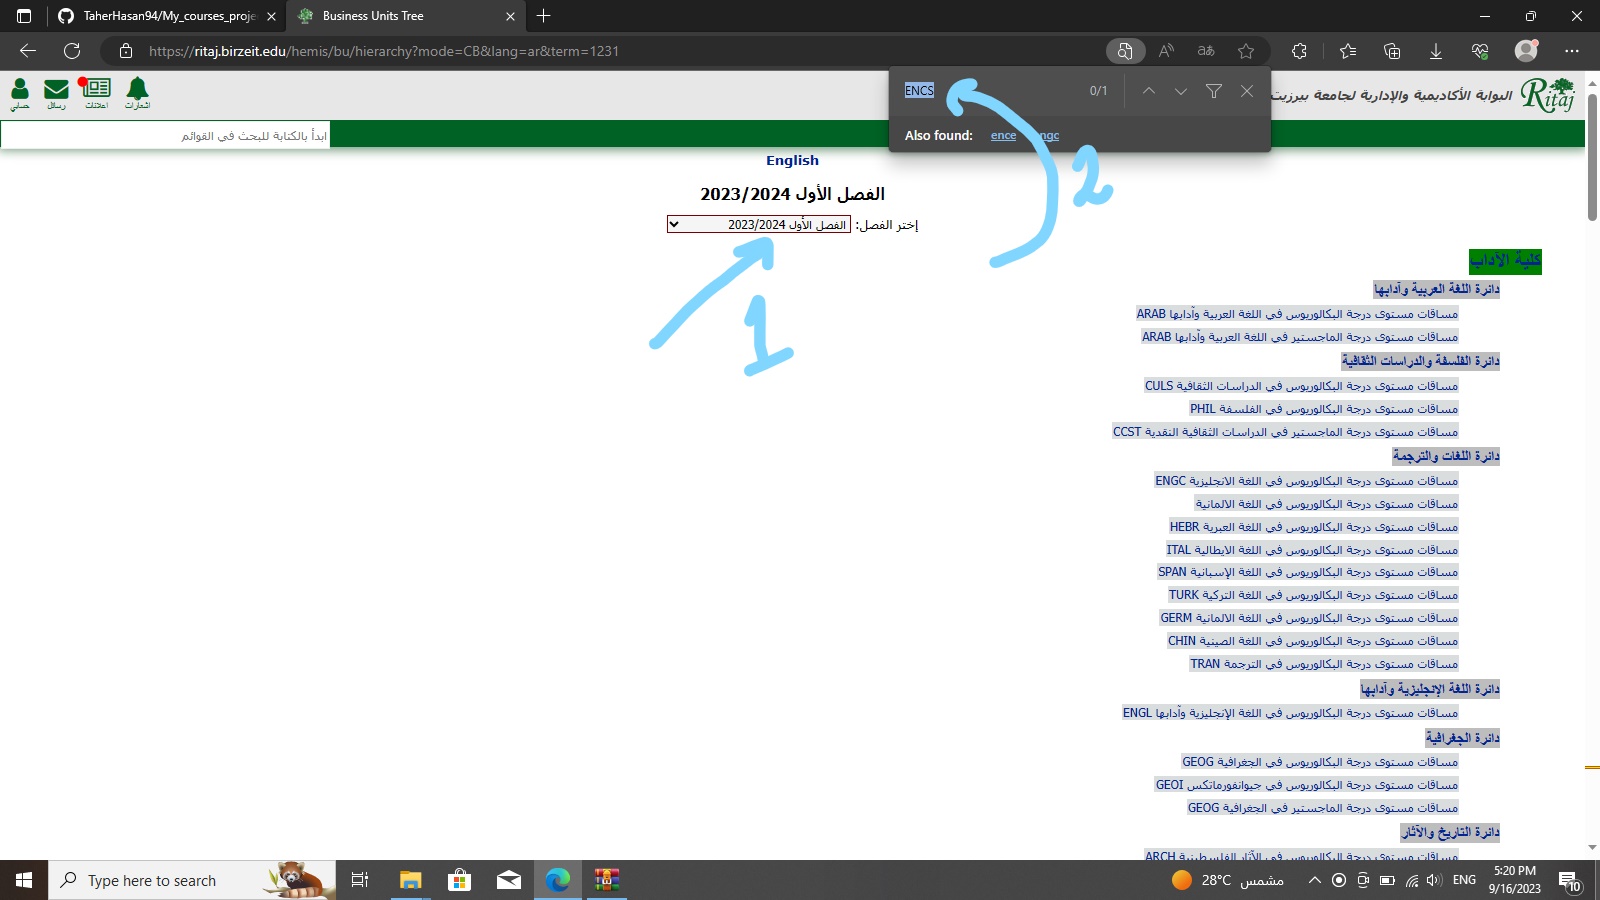 TaherHasan94/My_courses_proje
Business Units Tree
https://ritaj.birzeit.edu/hemis/bu/hierarchy?mode=CB&lang=ar&term=1231
ENCS
0/1
Also found: ence ngc
حسابي
رسائل
اعلانات
اشعارات
البوابة الأكاديمية والإدارية لجامعة بيرزيت
Ritaj
ابدأ بالكتابة للبحث في القوائم
English
الفصل الأول 2023/2024
إختر الفصل: الفصل الأول 2023/2024
1
2
كلية الآداب
دائرة اللغة العربية وآدابها
مساقات مستوى درجة البكالوريوس في اللغة العربية وآدابها ARAB
مساقات مستوى درجة الماجستير في اللغة العربية وآدابها ARAB
دائرة الفلسفة والدراسات الثقافية
مساقات مستوى درجة البكالوريوس في الدراسات الثقافية CULS
مساقات مستوى درجة البكالوريوس في الفلسفة PHIL
مساقات مستوى درجة الماجستير في الدراسات الثقافية النقدية CCST
دائرة اللغات والترجمة
مساقات مستوى درجة البكالوريوس في اللغة الانجليزية ENGC
مساقات مستوى درجة البكالوريوس في اللغة الالمانية
مساقات مستوى درجة البكالوريوس في اللغة العبرية HEBR
مساقات مستوى درجة البكالوريوس في اللغة الايطالية ITAL
مساقات مستوى درجة البكالوريوس في اللغة الإسبانية SPAN
مساقات مستوى درجة البكالوريوس في اللغة التركية TURK
مساقات مستوى درجة البكالوريوس في اللغة الالمانية GERM
مساقات مستوى درجة البكالوريوس في اللغة الصينية CHIN
مساقات مستوى درجة البكالوريوس في الترجمة TRAN
دائرة اللغة الإنجليزية وآدابها
مساقات مستوى درجة البكالوريوس في اللغة الإنجليزية وآدابها ENGL
دائرة الجغرافية
مساقات مستوى درجة البكالوريوس في الجغرافية GEOG
مساقات مستوى درجة البكالوريوس في جيوانفورماتكس GEOI
مساقات مستوى درجة الماجستير في الجغرافية GEOG
دائرة التاريخ والآثار
مساقات مستوى درجة البكالوريوس في الآثار الفلسطينية ARCH
Type here to search
28°C مشمس
ENG
5:20 PM
9/16/2023
10